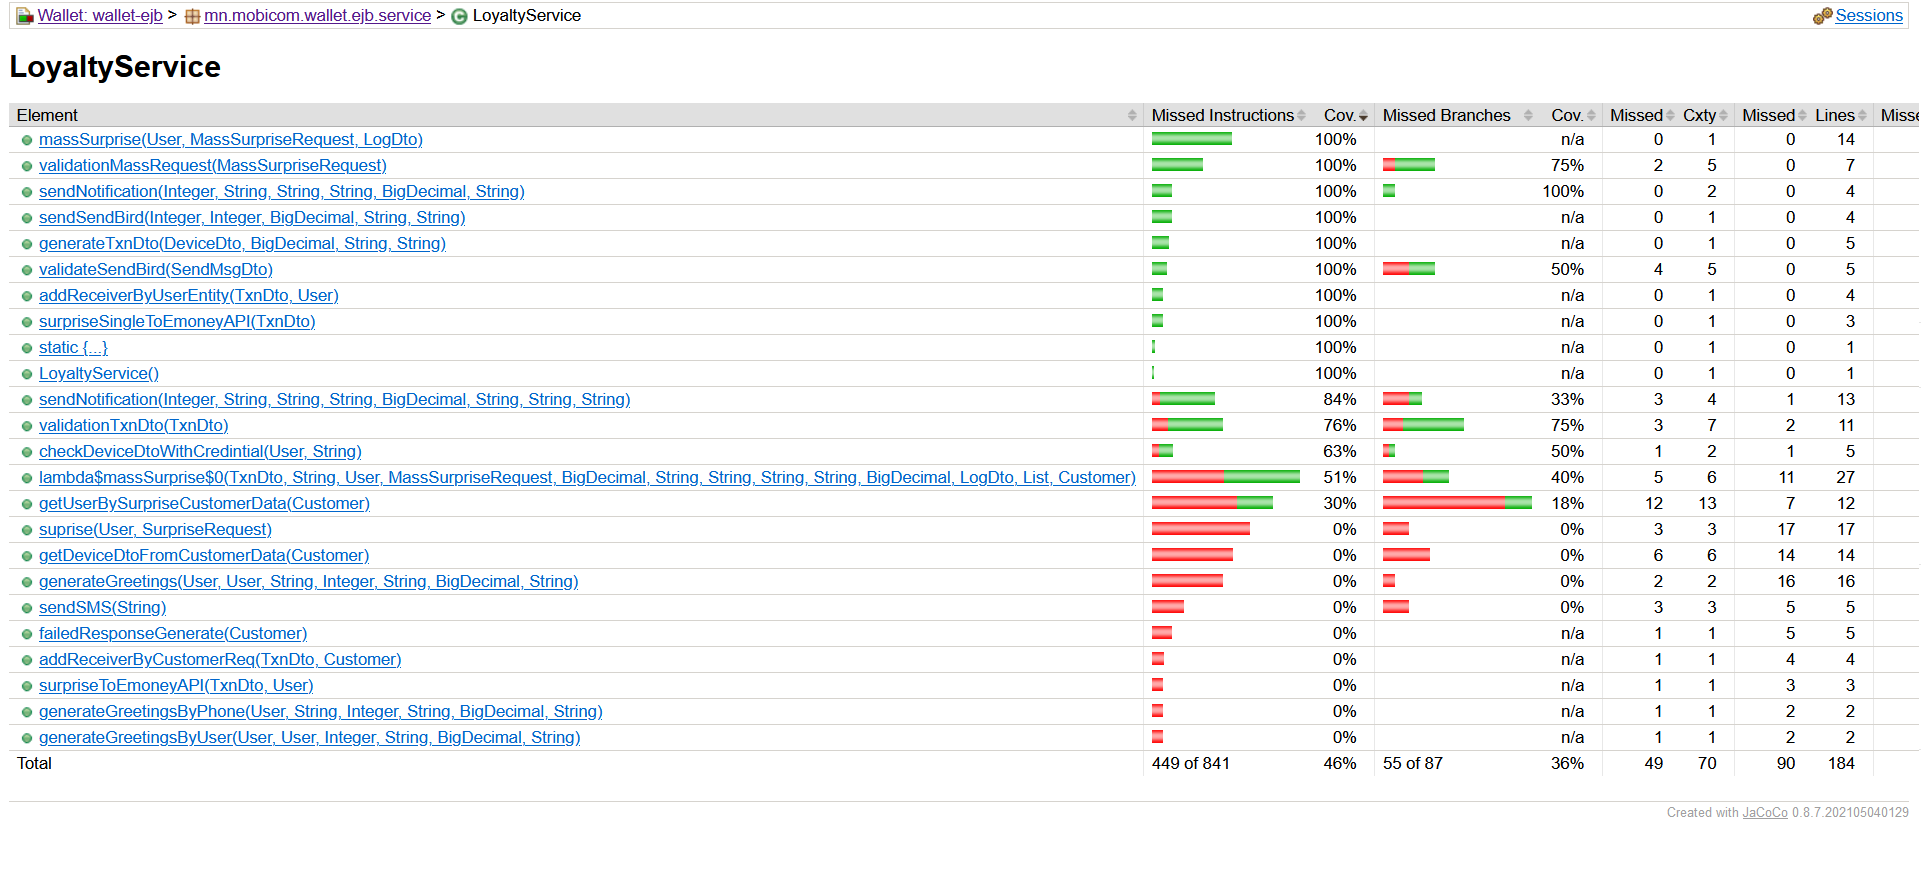 Wallet: wallet-ejb > mn.mobicom.wallet.ejb.service > LoyaltyService Sessions
LoyaltyService
Element Missed Instructions Cov. Missed Branches Cov. Missed Cxty Missed Lines Misse
massSurprise(User, MassSurpriseRequest, LogDto) 100% n/a 0 1 0 14
validationMassRequest(MassSurpriseRequest) 100% 75% 2 5 0 7
sendNotification(Integer, String, String, String, BigDecimal, String) 100% 100% 0 2 0 4
sendSendBird(Integer, Integer, BigDecimal, String, String) 100% n/a 0 1 0 4
generateTxnDto(DeviceDto, BigDecimal, String, String) 100% n/a 0 1 0 5
validateSendBird(SendMsgDto) 100% 50% 4 5 0 5
addReceiverByUserEntity(TxnDto, User) 100% n/a 0 1 0 4
surpriseSingleToEmoneyAPI(TxnDto) 100% n/a 0 1 0 3
static {...} 100% n/a 0 1 0 1
LoyaltyService() 100% n/a 0 1 0 1
sendNotification(Integer, String, String, String, BigDecimal, String, String, String) 84% 33% 3 4 1 13
validationTxnDto(TxnDto) 76% 75% 3 7 2 11
checkDeviceDtoWithCredintial(User, String) 63% 50% 1 2 1 5
lambda$massSurprise$0(TxnDto, String, User, MassSurpriseRequest, BigDecimal, String, String, String, String, BigDecimal, LogDto, List, Customer) 51% 40% 5 6 11 27
getUserBySurpriseCustomerData(Customer) 30% 18% 12 13 7 12
suprise(User, SurpriseRequest) 0% 0% 3 3 17 17
getDeviceDtoFromCustomerData(Customer) 0% 0% 6 6 14 14
generateGreetings(User, User, String, Integer, String, BigDecimal, String) 0% 0% 2 2 16 16
sendSMS(String) 0% 0% 3 3 5 5
failedResponseGenerate(Customer) 0% n/a 1 1 5 5
addReceiverByCustomerReq(TxnDto, Customer) 0% n/a 1 1 4 4
surpriseToEmoneyAPI(TxnDto, User) 0% n/a 1 1 3 3
generateGreetingsByPhone(User, String, Integer, String, BigDecimal, String) 0% n/a 1 1 2 2
generateGreetingsByUser(User, User, Integer, String, BigDecimal, String) 0% n/a 1 1 2 2
Total 449 of 841 46% 55 of 87 36% 49 70 90 184
Created with JaCoCo 0.8.7.202105040129